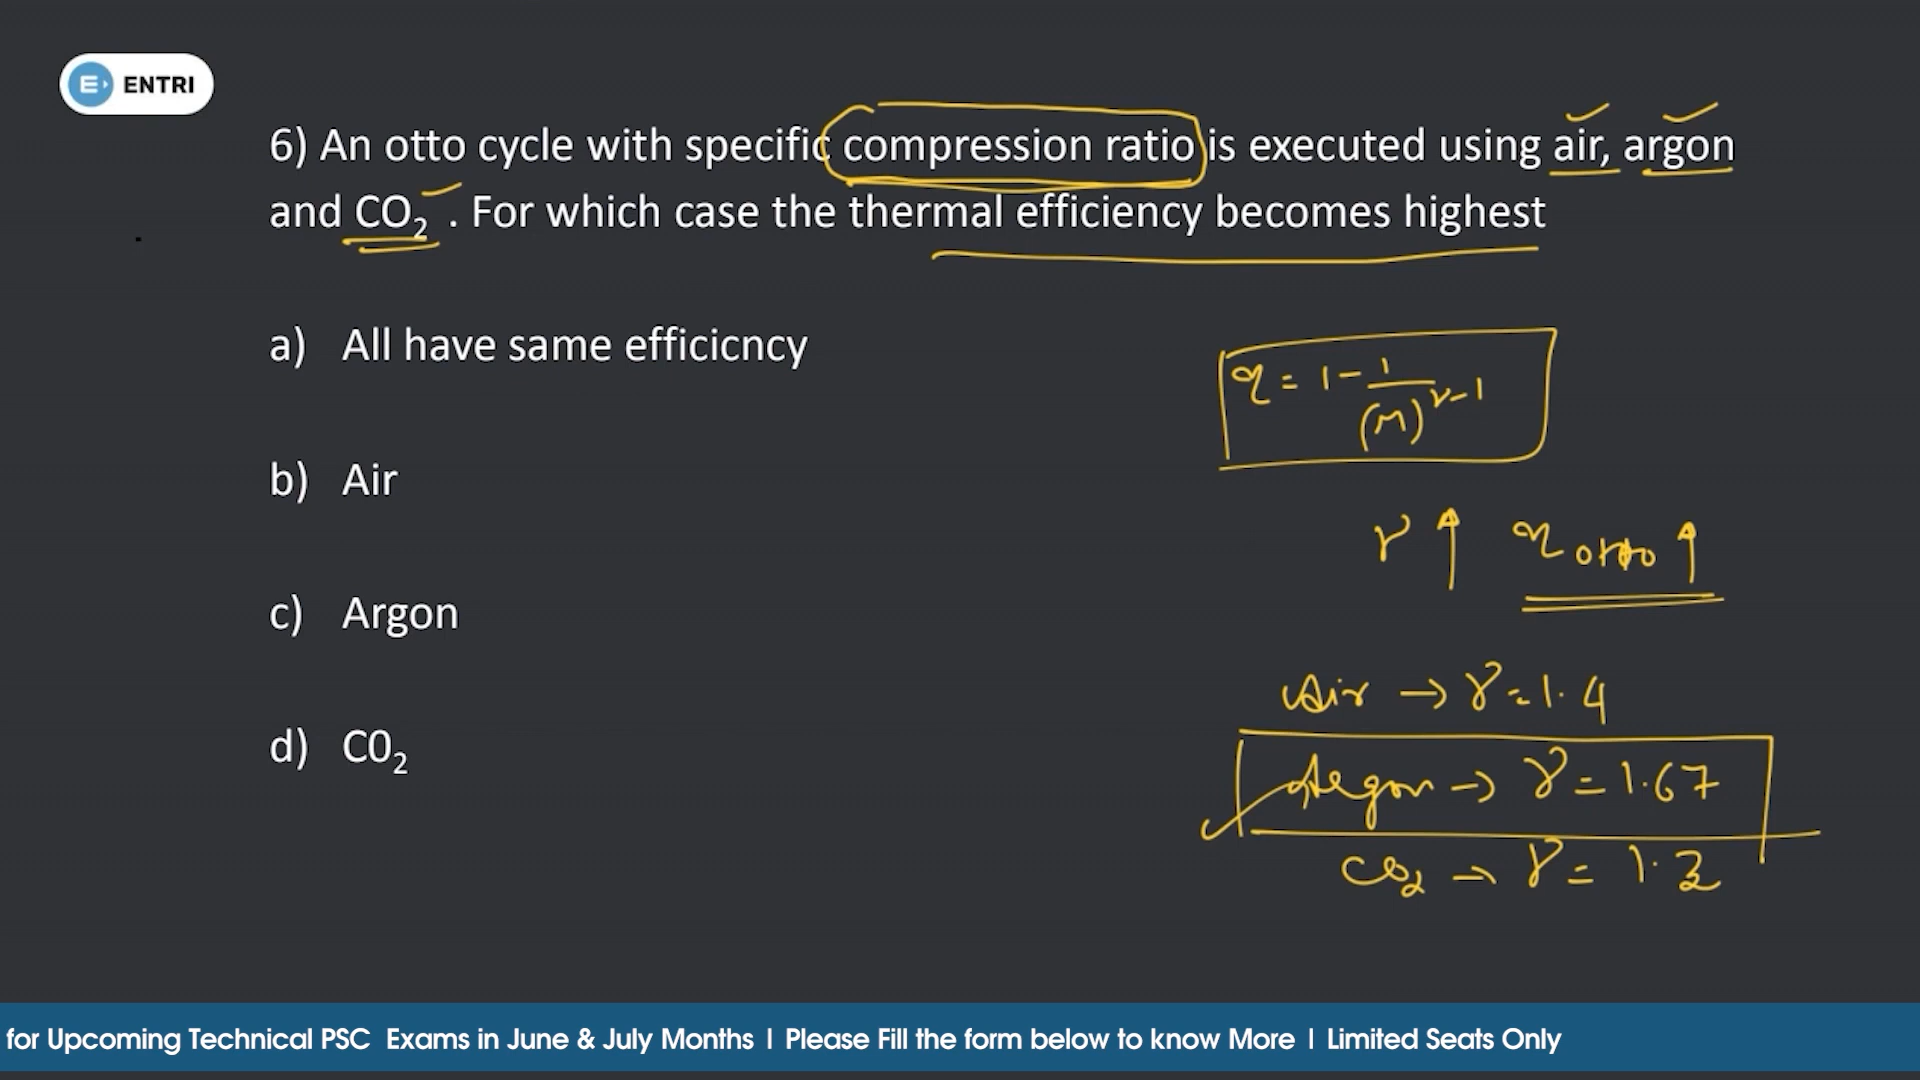 ENTRI
6) An otto cycle with specific compression ratio is executed using air, argon
and CO₂ . For which case the thermal efficiency becomes highest
a) All have same efficicncy
η = 1 - 1/(r)^γ-1
b) Air
γ ↑ η otto ↑
c) Argon
Air → γ = 1.4
d) C0₂
Argon → γ = 1.67
CO₂ → γ = 1.3
for Upcoming Technical PSC Exams in June & July Months | Please Fill the form below to know More | Limited Seats Only